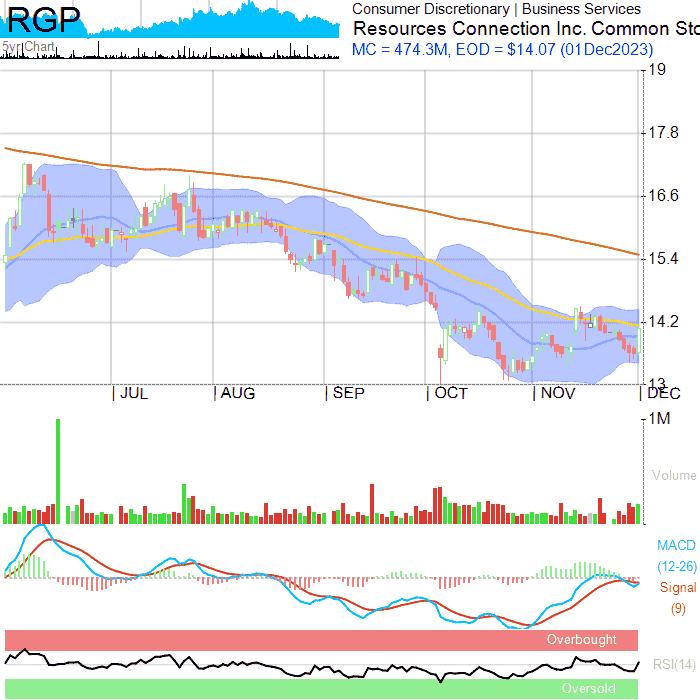 RGP
5yr Chart
Consumer Discretionary | Business Services
Resources Connection Inc. Common Sto
MC = 474.3M, EOD = $14.07 (01Dec2023)
19
17.8
16.6
15.4
14.2
13
JUL AUG SEP OCT NOV DEC
1M
Volume
MACD
(12-26)
Signal
(9)
Overbought
RSI(14)
Oversold